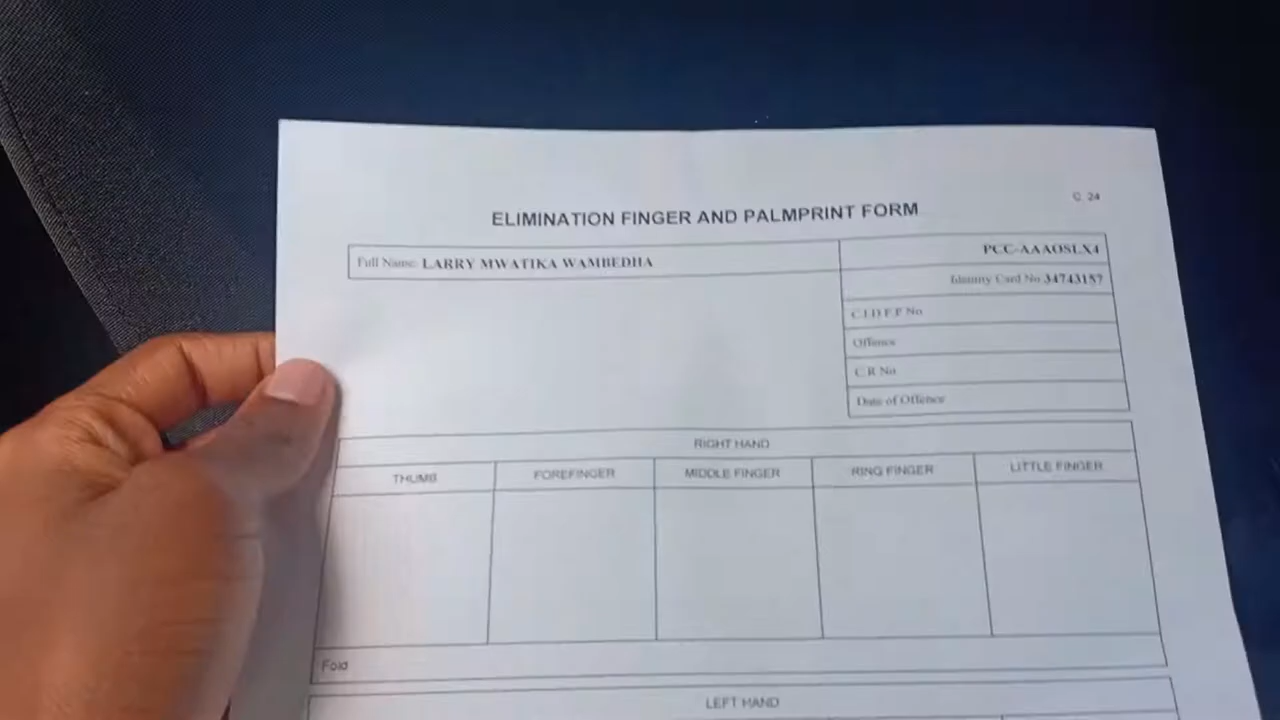 C. 24
ELIMINATION FINGER AND PALMPRINT FORM
Full Name: LARRY MWATIKA WAMBEDHA
PCC-AAAOSLX4
Identity Card No 34743157
C.I.D F.P No
Offence
C.R No
Date of Offence
RIGHT HAND
THUMB FOREFINGER MIDDLE FINGER RING FINGER LITTLE FINGER
Fold
LEFT HAND